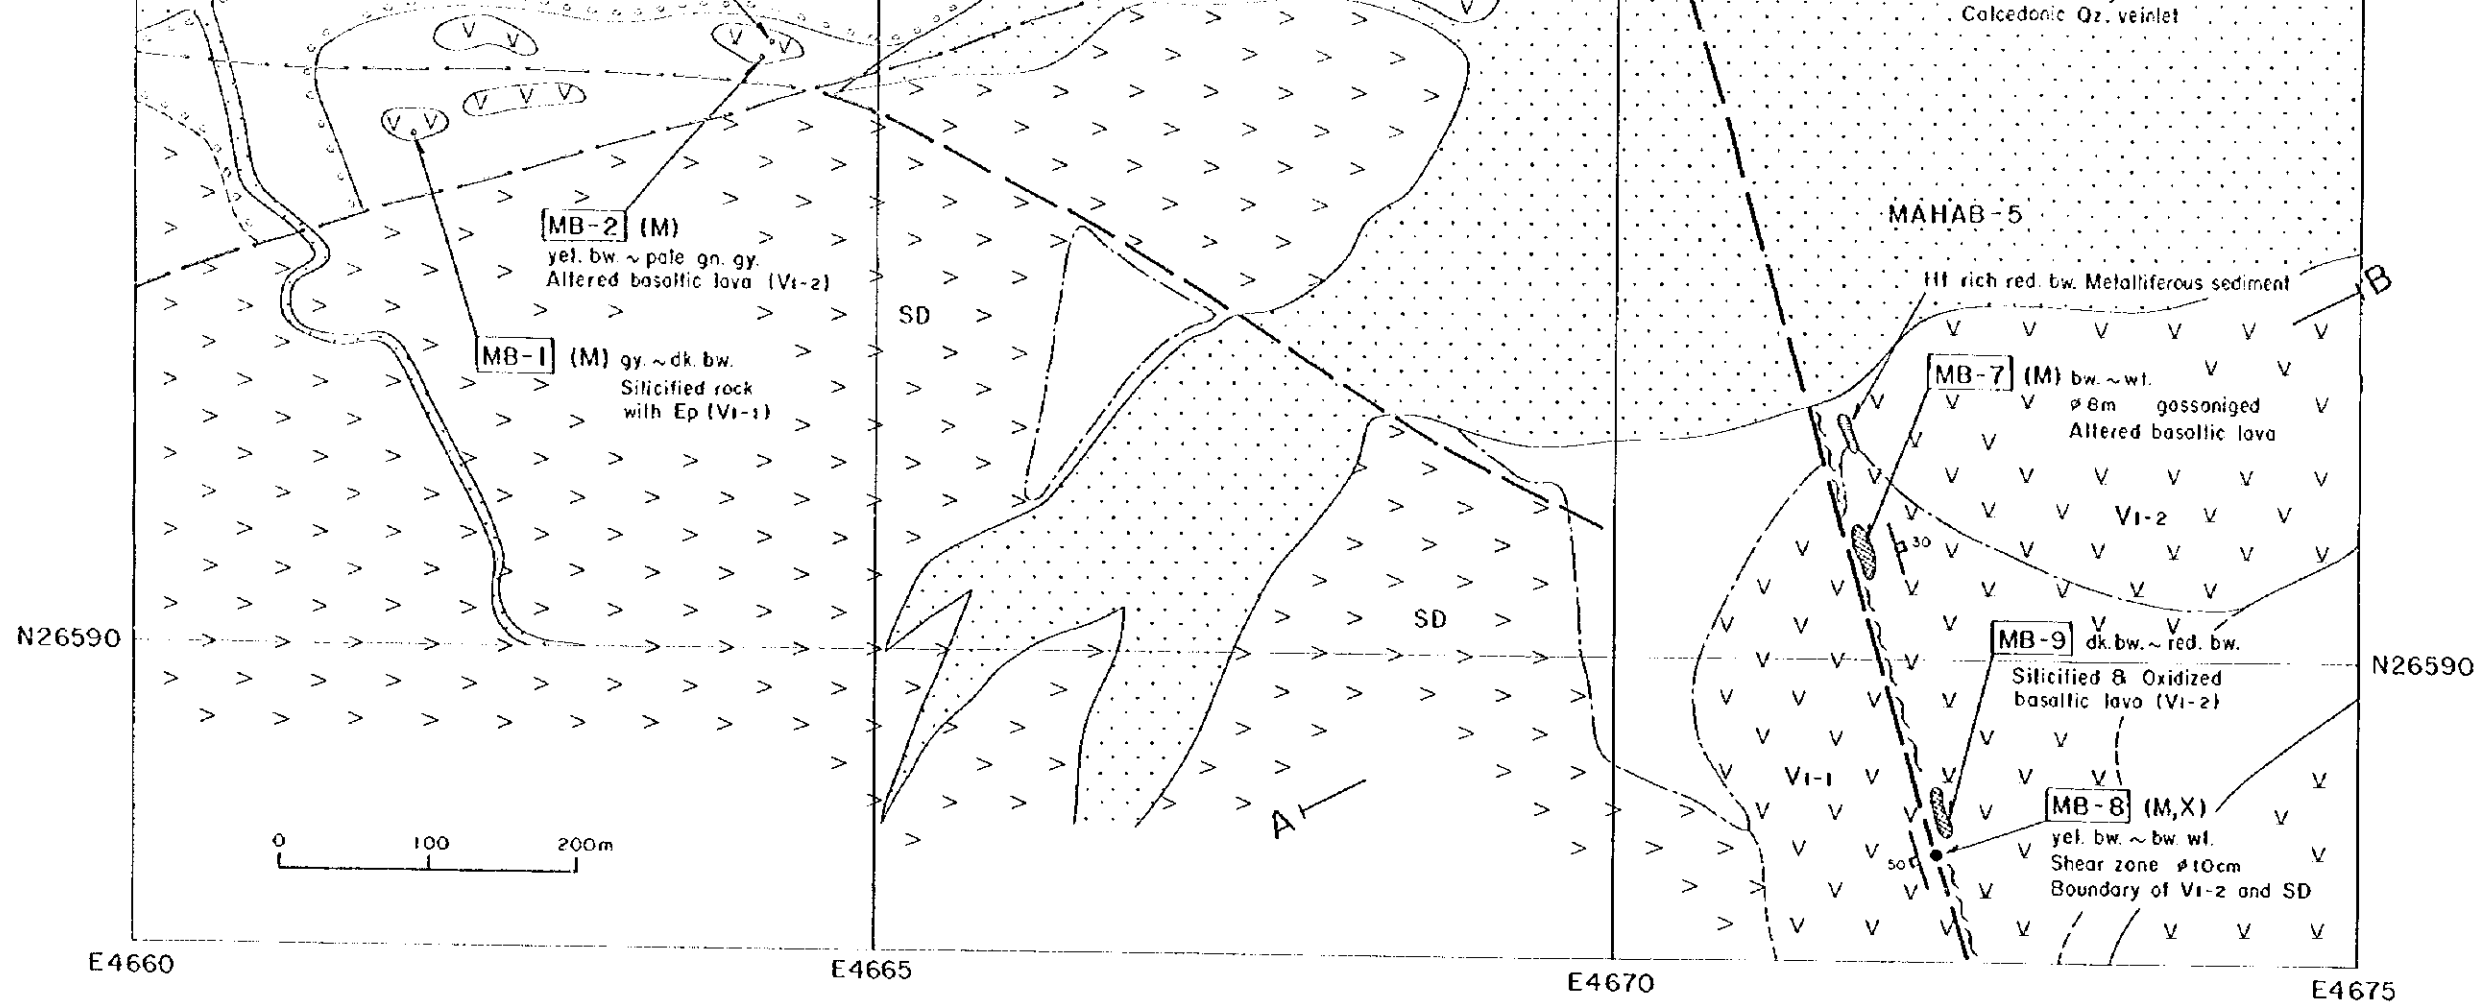 Calcedonic Qz. veinlet
MAHAB-5
MB-2 (M)
yel. bw. ~ pale gn. gy.
Altered basaltic lava (V1-2)
Ht rich red. bw. Metalliferous sediment
B
SD
MB-1 (M) gy. ~ dk. bw.
Silicified rock
with Ep (V1-1)
MB-7 (M) bw. ~ wt.
ø 8m gossoniged
Altered basaltic lava
V1-2
30
SD
N26590
MB-9 dk. bw. ~ red. bw.
N26590
Silicified & Oxidized
basaltic lava (V1-2)
V1-1
A
MB-8 (M,X)
yel. bw. ~ bw. wt.
50
Shear zone ø 10cm
Boundary of V1-2 and SD
0 100 200m
E4660
E4665
E4670
E4675